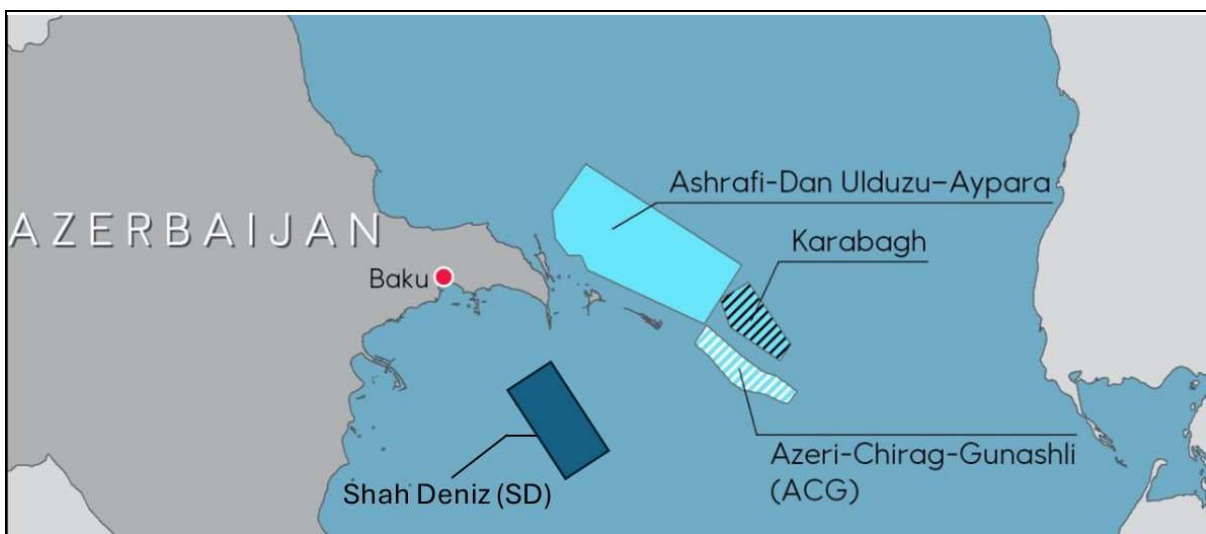 Ashrafi-Dan Ulduzu-Aypara
AZERBAIJAN
Karabagh
Baku
Azeri-Chirag-Gunashli
(ACG)
Shah Deniz (SD)